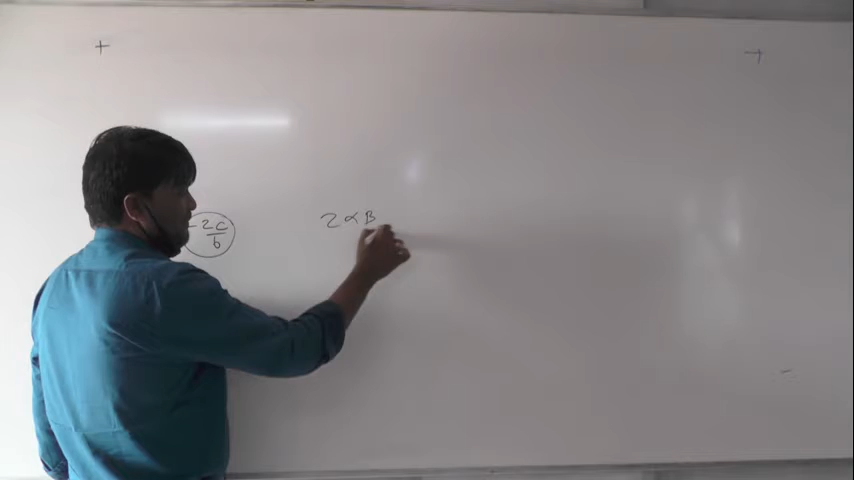 + +
- 2c/b 2αβ